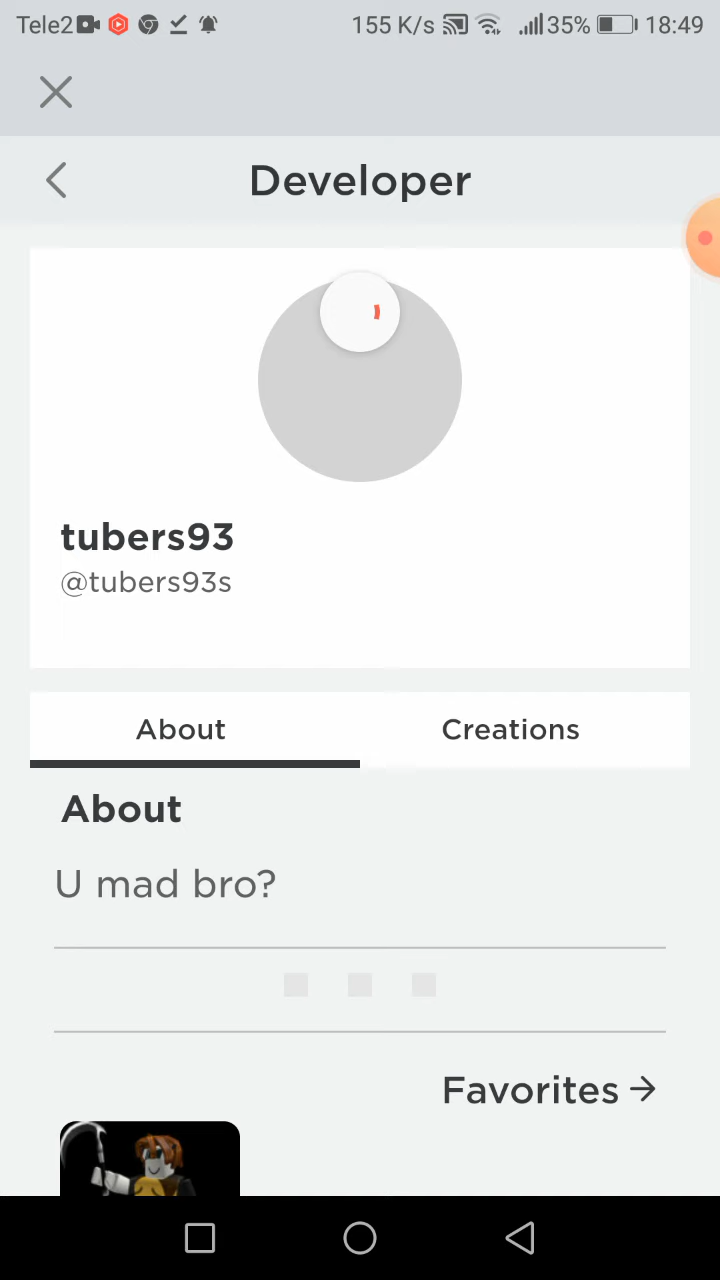 Tele2 155 K/s 35% 18:49
Developer
tubers93
@tubers93s
About Creations
About
U mad bro?
Favorites →